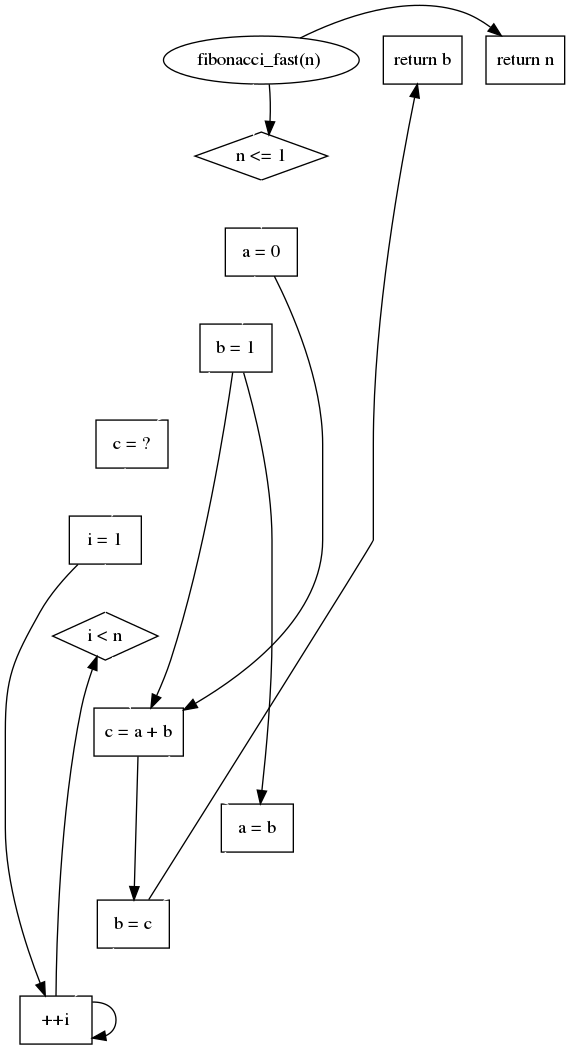 fibonacci_fast(n)
return b
return n
n <= 1
a = 0
b = 1
c = ?
i = 1
i < n
c = a + b
a = b
b = c
++i